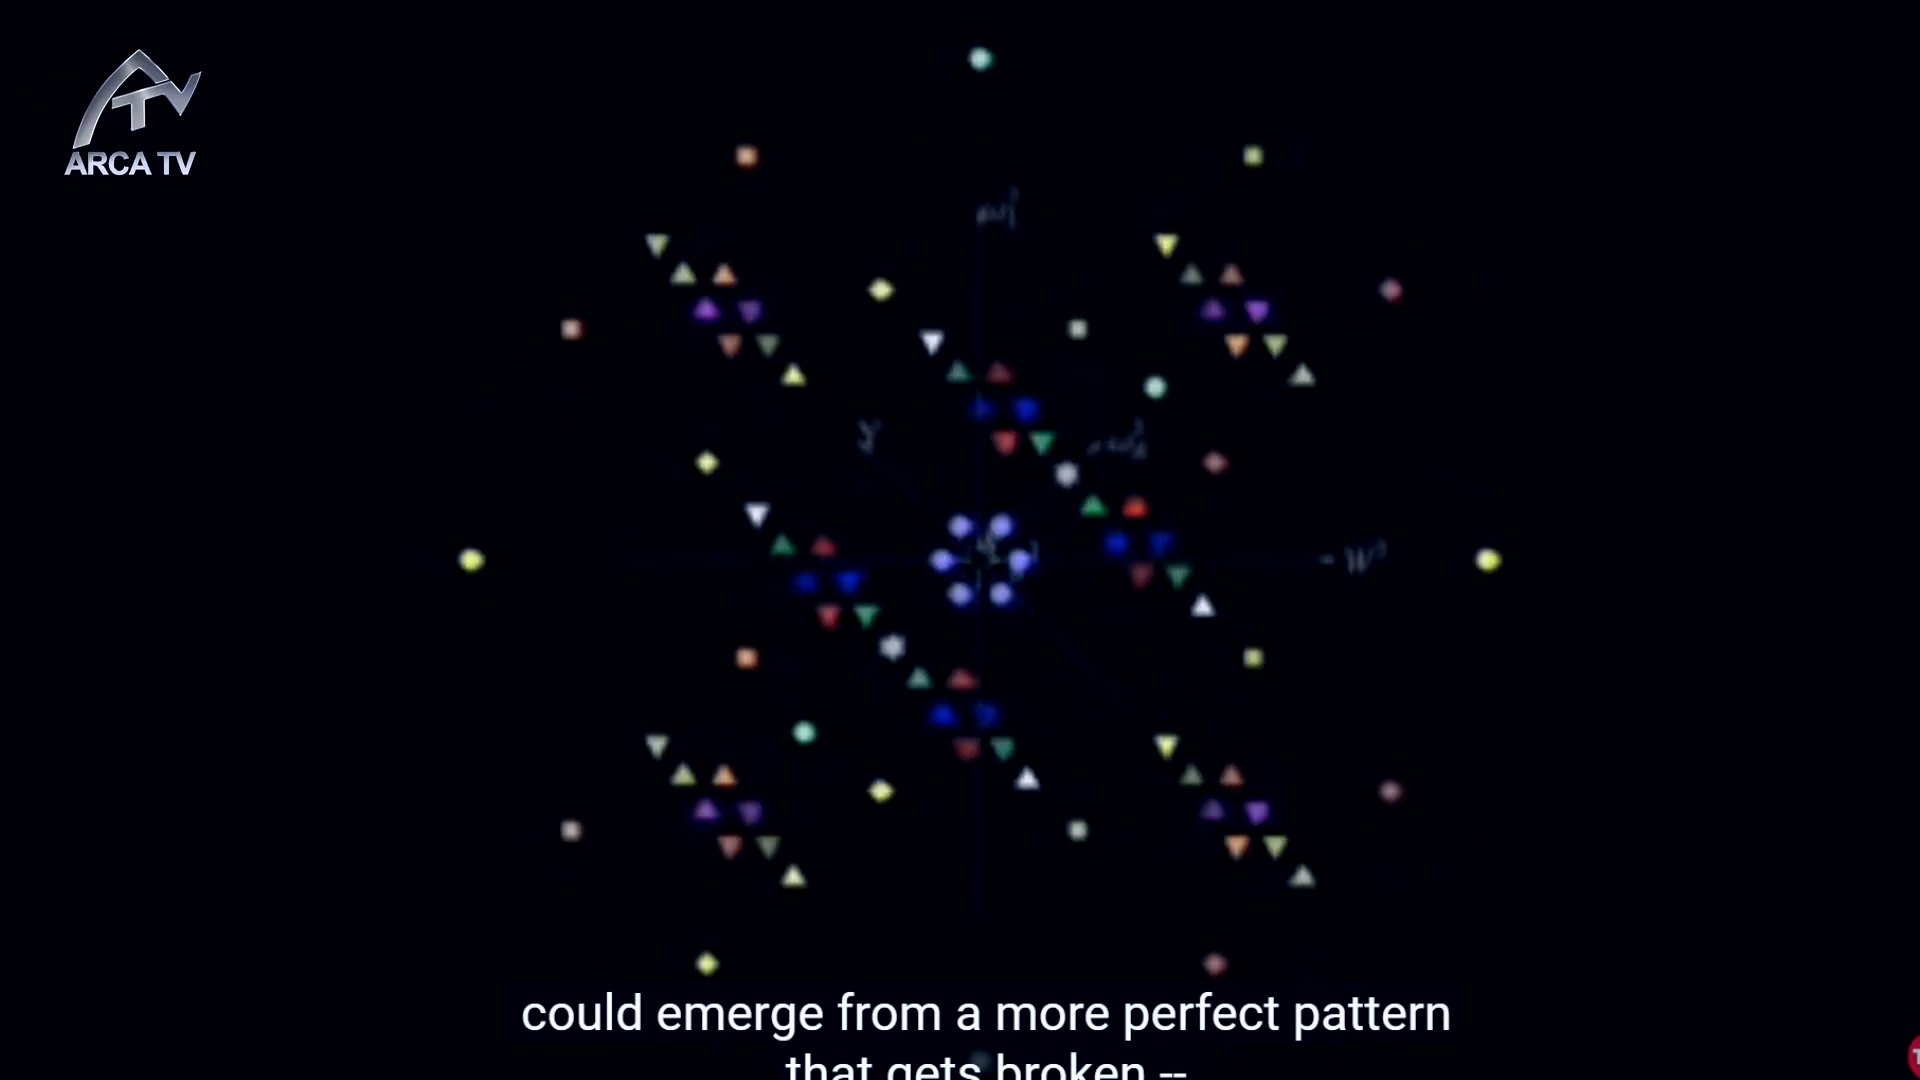 ARCA TV
could emerge from a more perfect pattern
that gets broken --